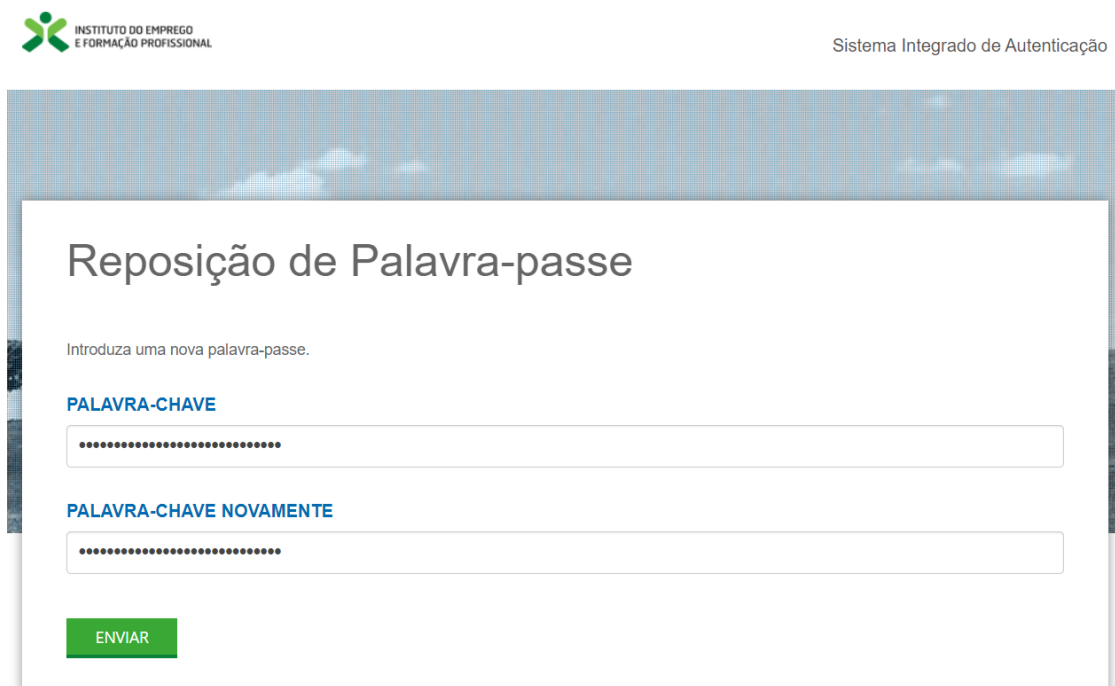 INSTITUTO DO EMPREGO
E FORMAÇÃO PROFISSIONAL
Sistema Integrado de Autenticação
Reposição de Palavra-passe
Introduza uma nova palavra-passe.
PALAVRA-CHAVE
•••••••••••••••••••••••••••••
PALAVRA-CHAVE NOVAMENTE
•••••••••••••••••••••••••••••
ENVIAR